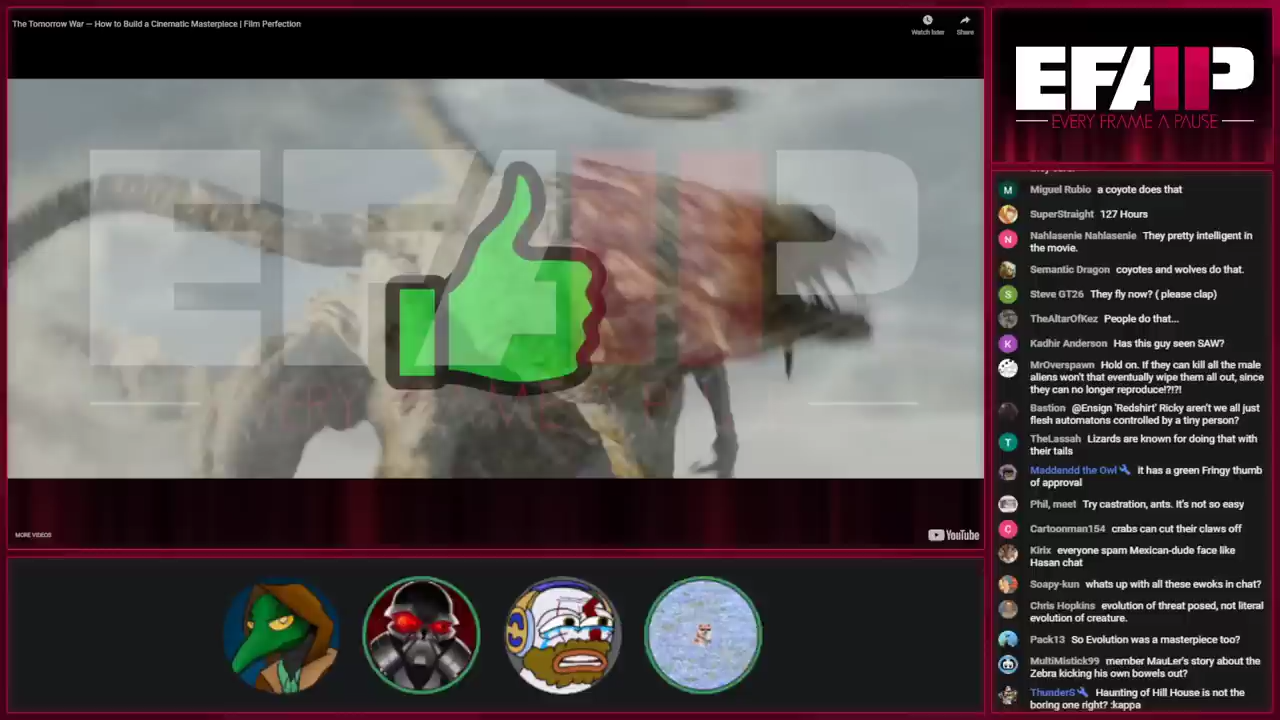 The Tomorrow War — How to Build a Cinematic Masterpiece | Film Perfection
Watch later
Share
EFAP
EVERY FRAME A PAUSE
EFAP
MORE VIDEOS
YouTube
M Miguel Rubio a coyote does that
SuperStraight 127 Hours
N Nahlasenie Nahlasenie They pretty intelligent in
the movie.
Semantic Dragon coyotes and wolves do that.
S Steve GT26 They fly now? ( please clap)
TheAltarOfKez People do that...
K Kadhir Anderson Has this guy seen SAW?
MrOverspawn Hold on. If they can kill all the male
aliens won't that eventually wipe them all out, since
they can no longer reproduce!?!?!
Bastion @Ensign 'Redshirt' Ricky aren't we all just
flesh automatons controlled by a tiny person?
T TheLassah Lizards are known for doing that with
their tails
Maddendd the Owl it has a green Fringy thumb
of approval
Phil, meet Try castration, ants. It's not so easy
C Cartoonman154 crabs can cut their claws off
Kirix everyone spam Mexican-dude face like
Hasan chat
Soapy-kun whats up with all these ewoks in chat?
Chris Hopkins evolution of threat posed, not literal
evolution of creature.
Pack13 So Evolution was a masterpiece too?
MultiMistick99 member MauLer's story about the
Zebra kicking his own bowels out?
ThunderS Haunting of Hill House is not the
boring one right? :kappa